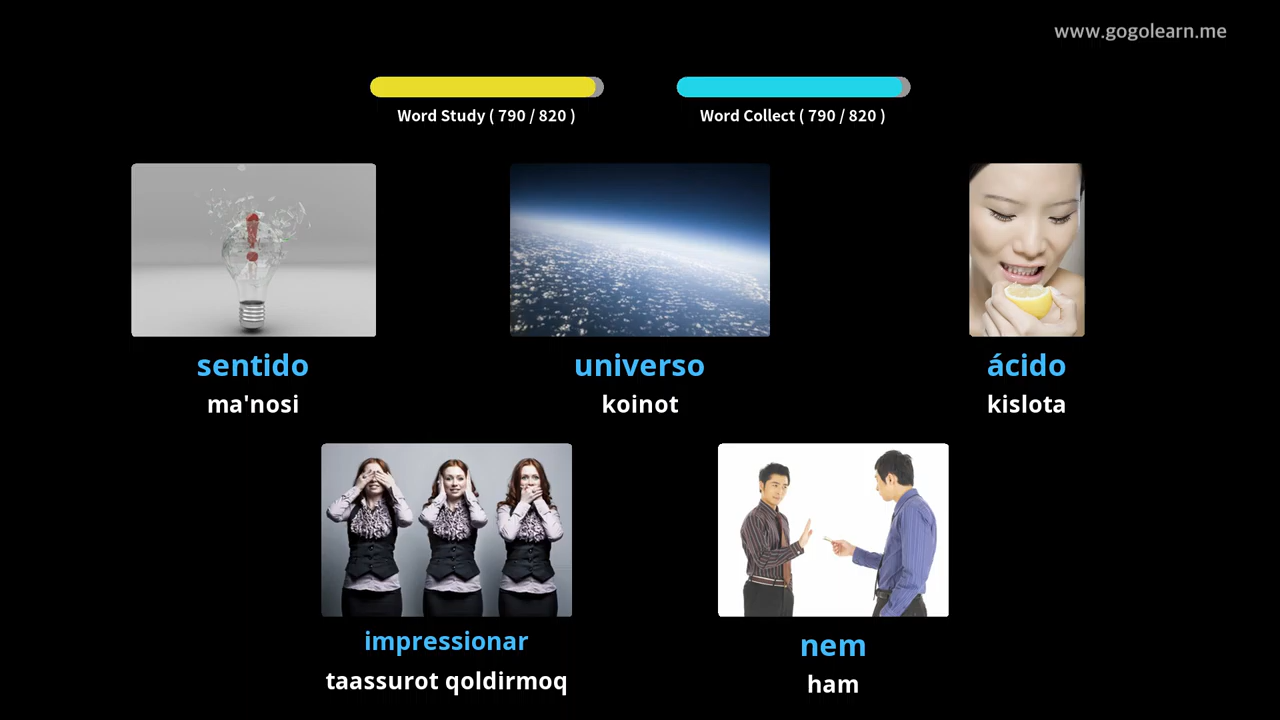 www.gogolearn.me
Word Study ( 790 / 820 )
Word Collect ( 790 / 820 )
sentido
ma'nosi
universo
koinot
ácido
kislota
impressionar
taassurot qoldirmoq
nem
ham